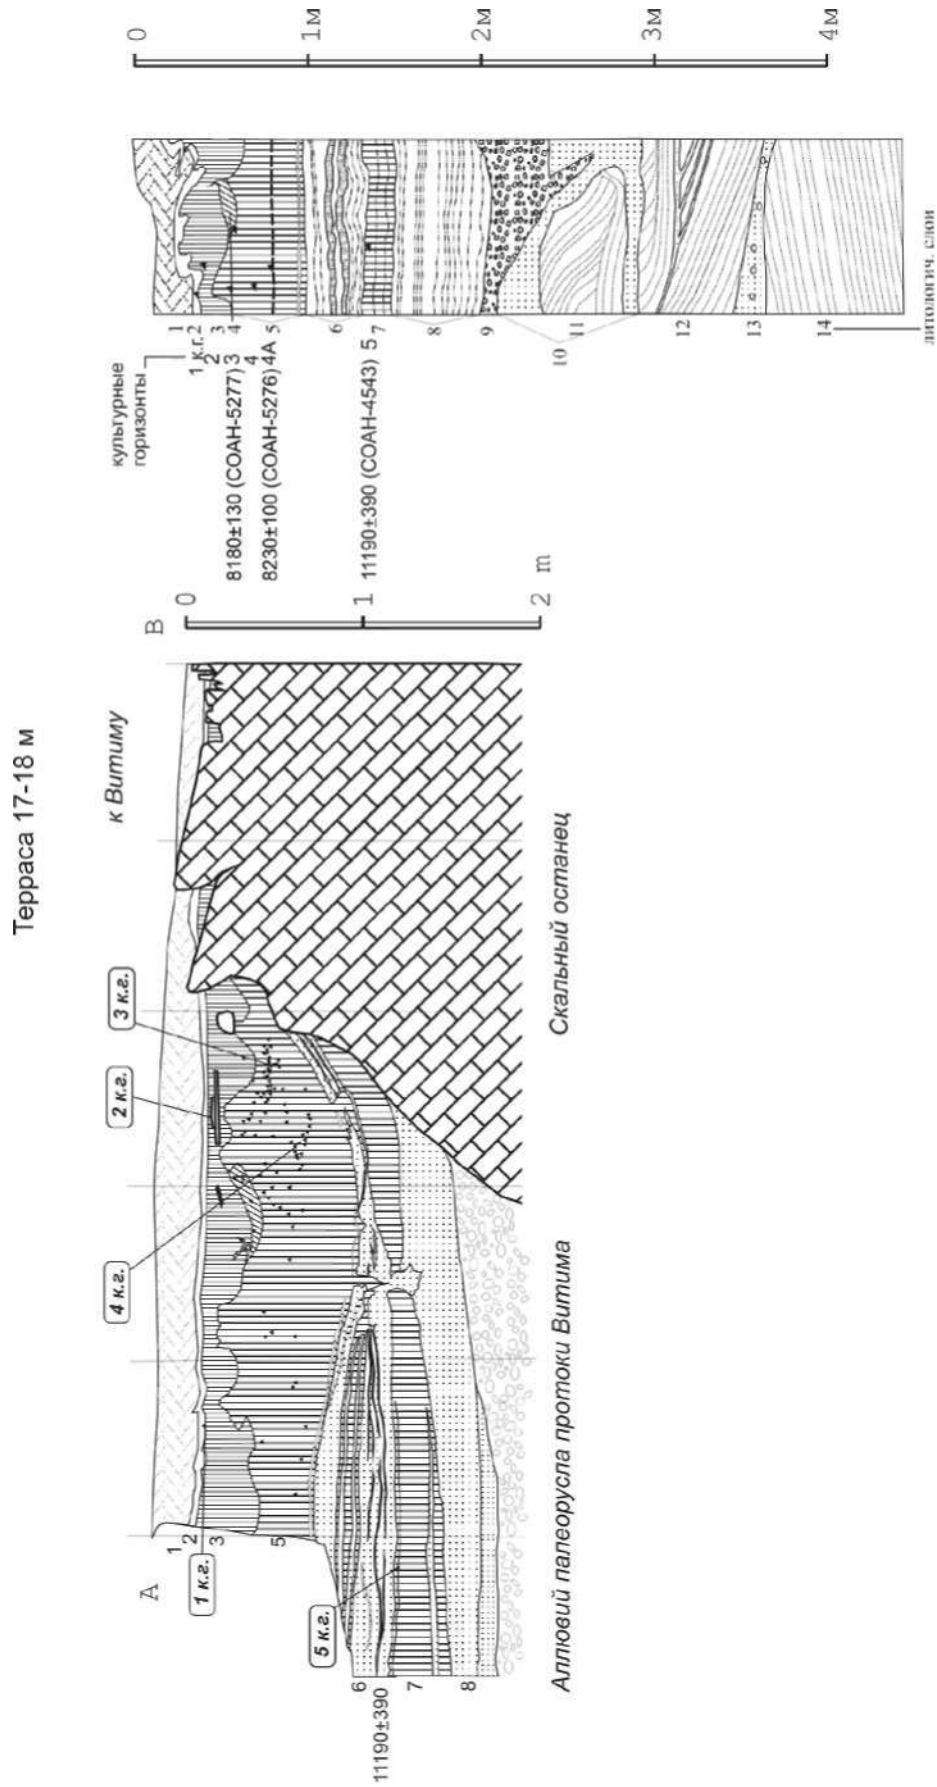 Терраса 17-18 м
A
к Витиму
В
1
2
3
5
6
7
8
11190±390
1 к.г.
5 к.г.
4 к.г.
2 к.г.
3 к.г.
Аллювий палеорусла протоки Витима
Скальный останец
0
1
2
m
культурные
горизонты
1 к.г.
2
8180±130 (СОАН-5277) 3
4
8230±100 (СОАН-5276) 4А
11190±390 (СОАН-4543) 5
1
2
3
4
5
6
7
8
9
10
11
12
13
14
литологич. слои
0
1м
2м
3м
4м